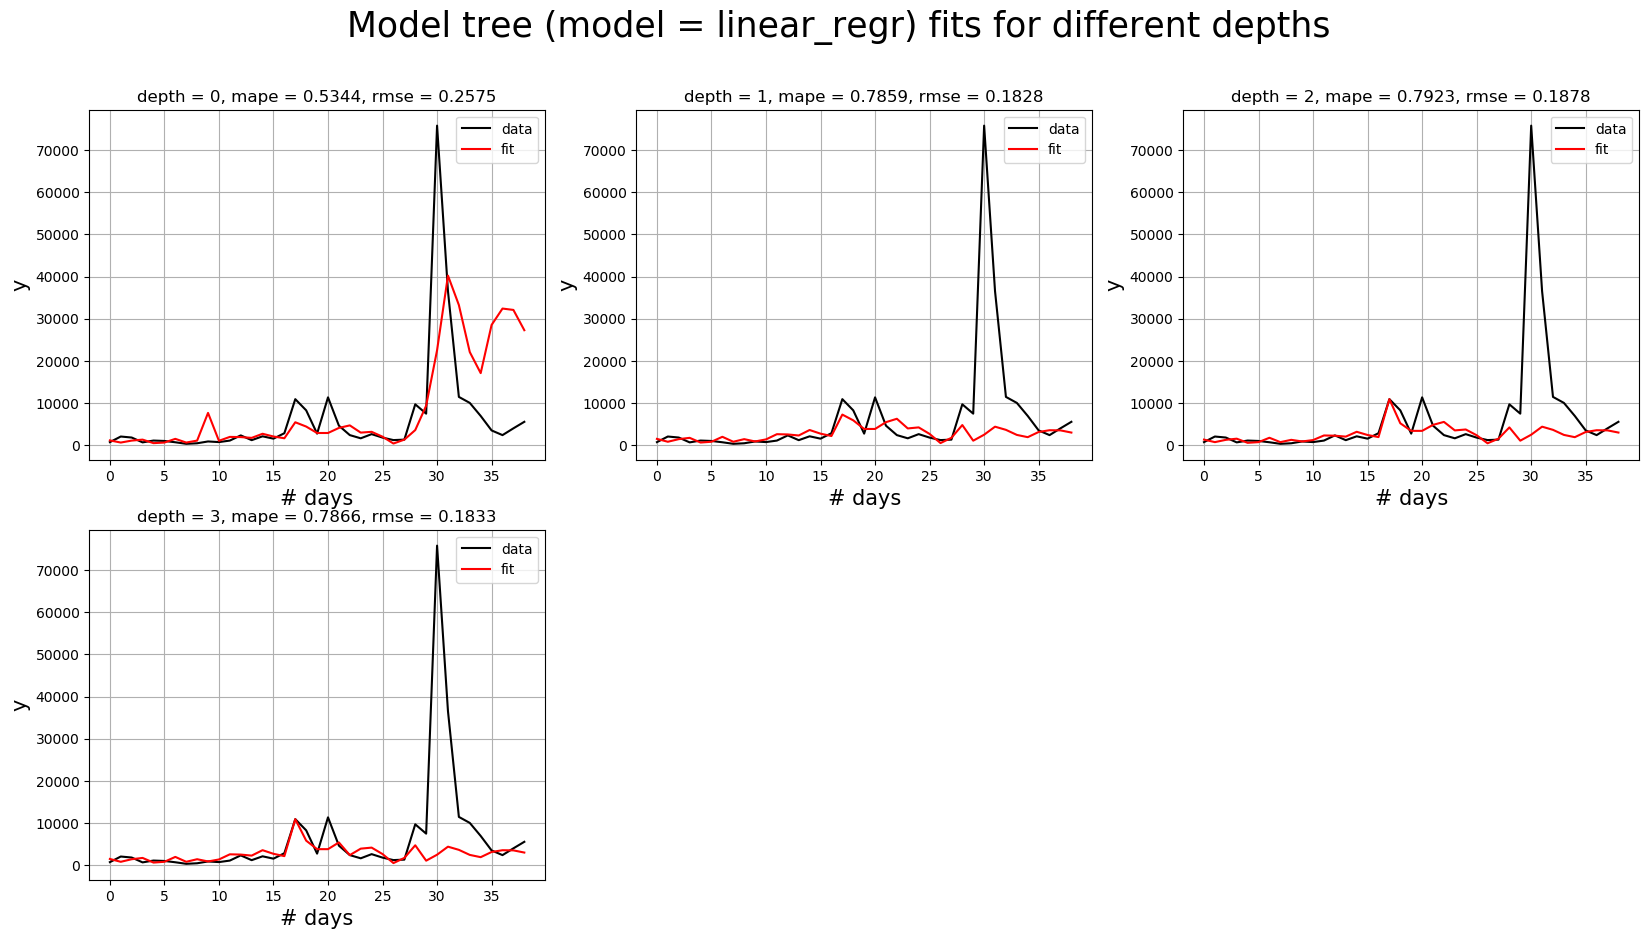 Model tree (model = linear_regr) fits for different depths
depth = 0, mape = 0.5344, rmse = 0.2575
data
fit
70000
60000
50000
40000
30000
20000
10000
0
y
0 5 10 15 20 25 30 35
# days
depth = 1, mape = 0.7859, rmse = 0.1828
data
fit
70000
60000
50000
40000
30000
20000
10000
0
y
0 5 10 15 20 25 30 35
# days
depth = 2, mape = 0.7923, rmse = 0.1878
data
fit
70000
60000
50000
40000
30000
20000
10000
0
y
0 5 10 15 20 25 30 35
# days
depth = 3, mape = 0.7866, rmse = 0.1833
data
fit
70000
60000
50000
40000
30000
20000
10000
0
y
0 5 10 15 20 25 30 35
# days